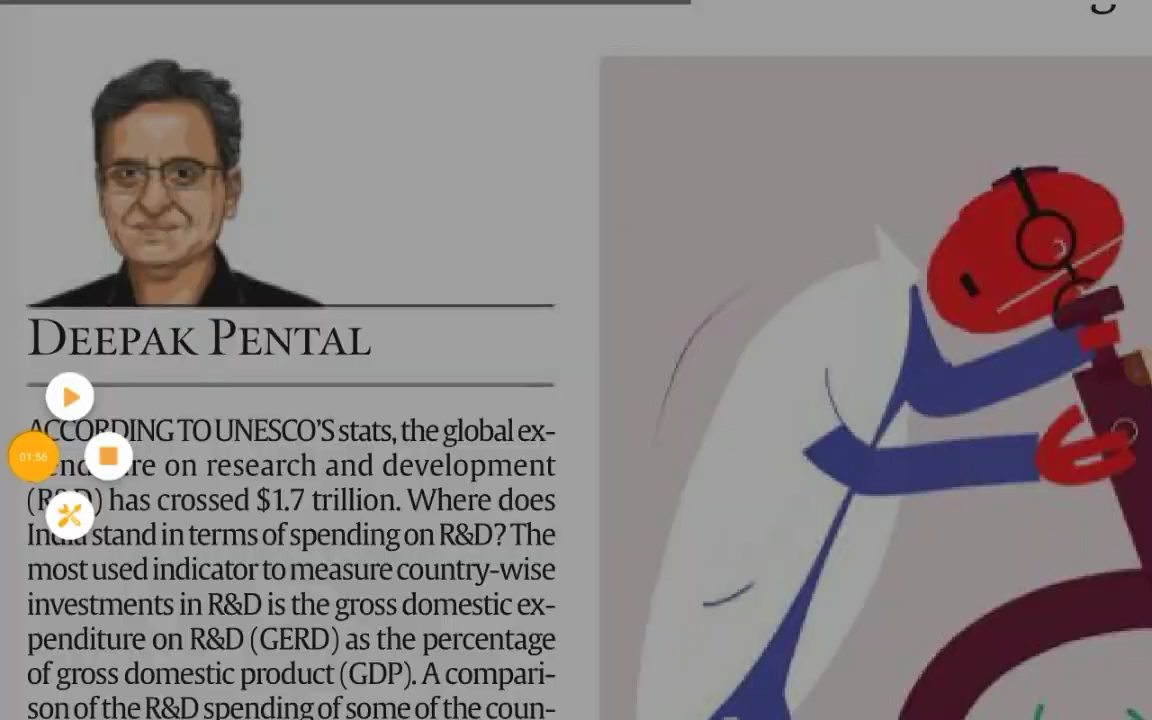 DEEPAK PENTAL
ACCORDING TO UNESCO'S stats, the global ex-
re on research and development
(R&D) has crossed $1.7 trillion. Where does
01:56
India stand in terms of spending on R&D? The
most used indicator to measure country-wise
investments in R&D is the gross domestic ex-
penditure on R&D (GERD) as the percentage
of gross domestic product (GDP). A compari-
son of the R&D spending of some of the coun-